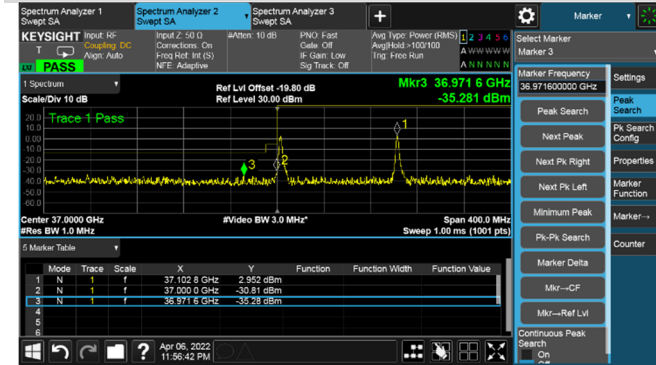 Spectrum Analyzer 1
Swept SA
Spectrum Analyzer 2
Swept SA
Spectrum Analyzer 3
Swept SA
Marker
KEYSIGHT
T
PASS
Input: RF
Coupling: DC
Align: Auto
Input Z: 50 Ω
Corrections: On
Freq Ref: Int (S)
NFE: Adaptive
#Atten: 10 dB
PNO: Fast
Gate: Off
IF Gain: Low
Sig Track: Off
Avg Type: Power (RMS)
Avg|Hold >100/100
Trig: Free Run
1 2 3 4 5 6
A W W W W W
A N N N N N
Select Marker
Marker 3
1 Spectrum
Scale/Div 10 dB
Ref Lvl Offset -19.80 dB
Ref Level 30.00 dBm
Mkr3 36.971 6 GHz
-35.281 dBm
Trace 1 Pass
20.0
10.0
0.00
-10.0
-20.0
-30.0
-40.0
-50.0
-60.0
1
2
3
Center 37.0000 GHz
#Res BW 1.0 MHz
#Video BW 3.0 MHz*
Span 400.0 MHz
Sweep 1.00 ms (1001 pts)
5 Marker Table
Mode Trace Scale X Y Function Function Width Function Value
1 N 1 f 37.102 8 GHz 2.952 dBm
2 N 1 f 37.000 0 GHz -30.81 dBm
3 N 1 f 36.971 6 GHz -35.28 dBm
4
5
6
Apr 06, 2022
11:56:42 PM
Marker Frequency
36.971600000 GHz
Peak Search
Next Peak
Next Pk Right
Next Pk Left
Minimum Peak
Pk-Pk Search
Marker Delta
Mkr→CF
Mkr→Ref Lvl
Continuous Peak
Search
On
Off
Settings
Peak
Search
Pk Search
Config
Properties
Marker
Function
Marker→
Counter